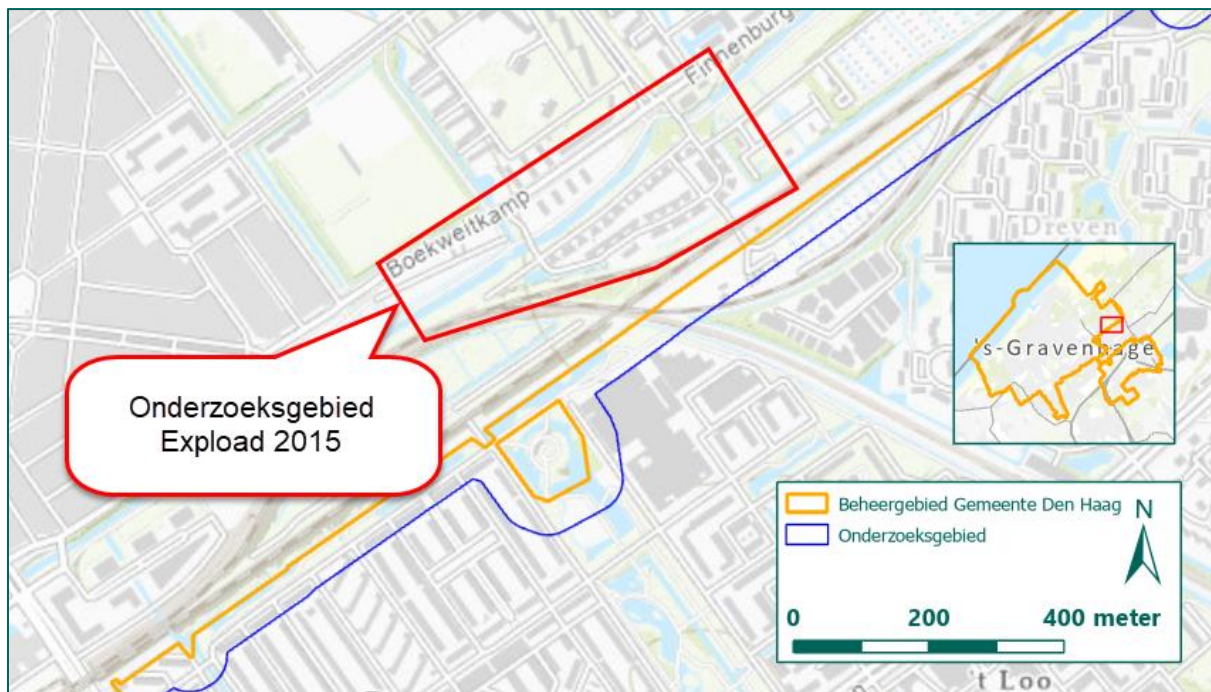 Finnenburg
Boekweitkamp
Dreven
's-Gravenhage
Onderzoeksgebied
Expload 2015
Beheergebied Gemeente Den Haag
N
Onderzoeksgebied
0 200 400 meter
't Loo